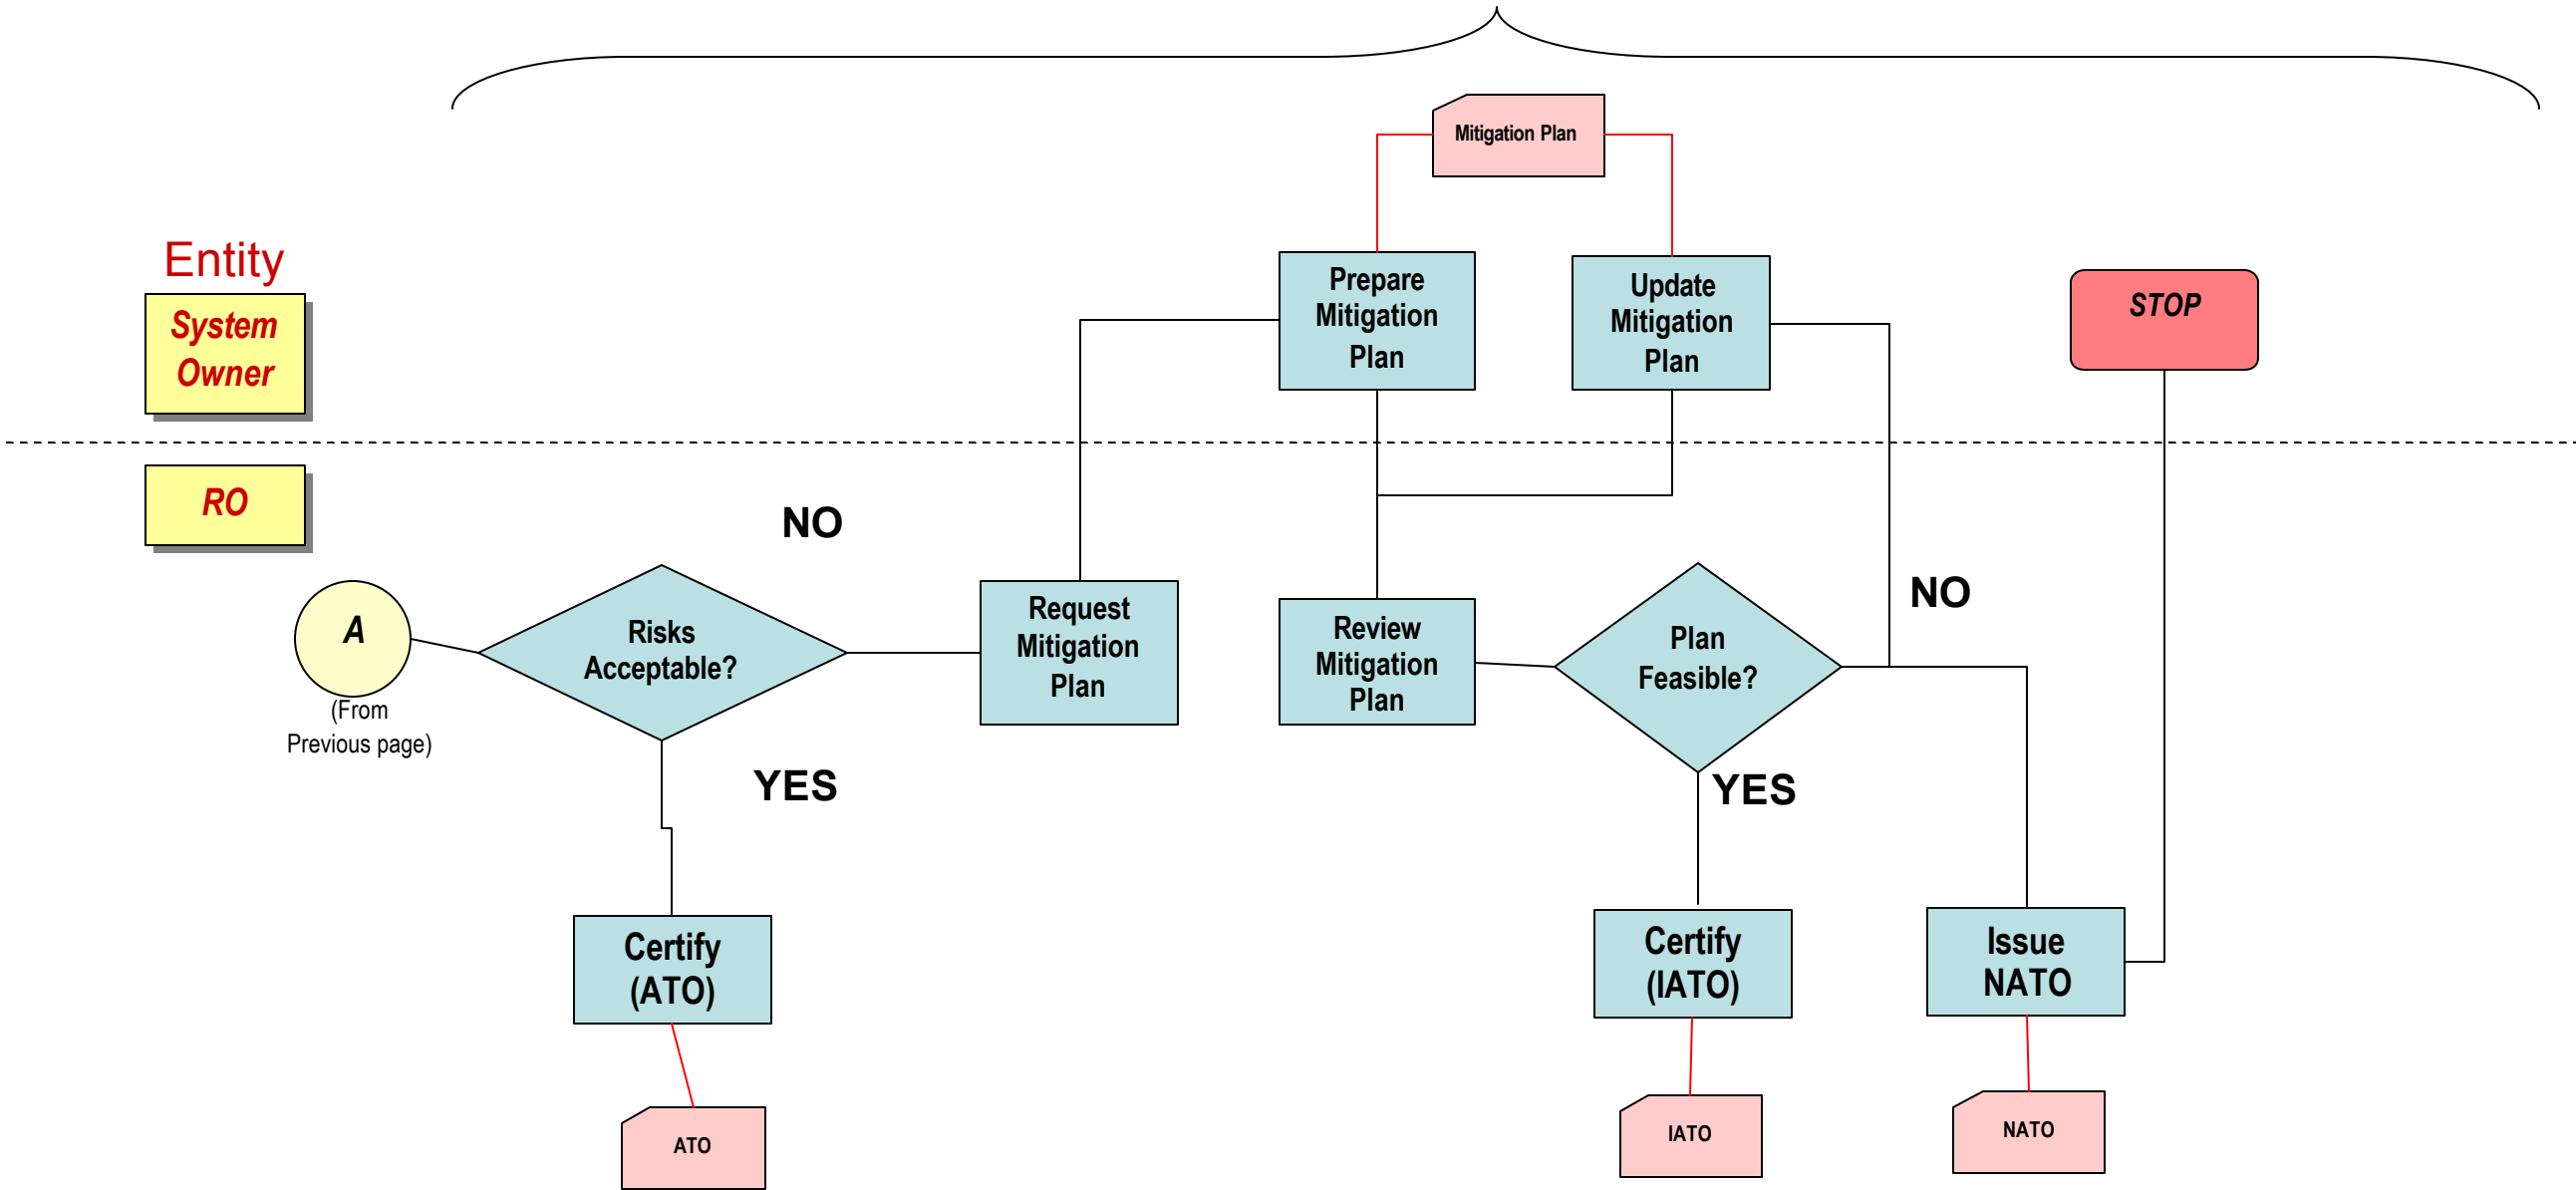 Mitigation Plan
Entity
System
Owner
Prepare
Mitigation
Plan
Update
Mitigation
Plan
STOP
RO
NO
A
(From
Previous page)
Risks
Acceptable?
Request
Mitigation
Plan
Review
Mitigation
Plan
Plan
Feasible?
NO
YES
YES
Certify
(ATO)
Certify
(IATO)
Issue
NATO
ATO
IATO
NATO